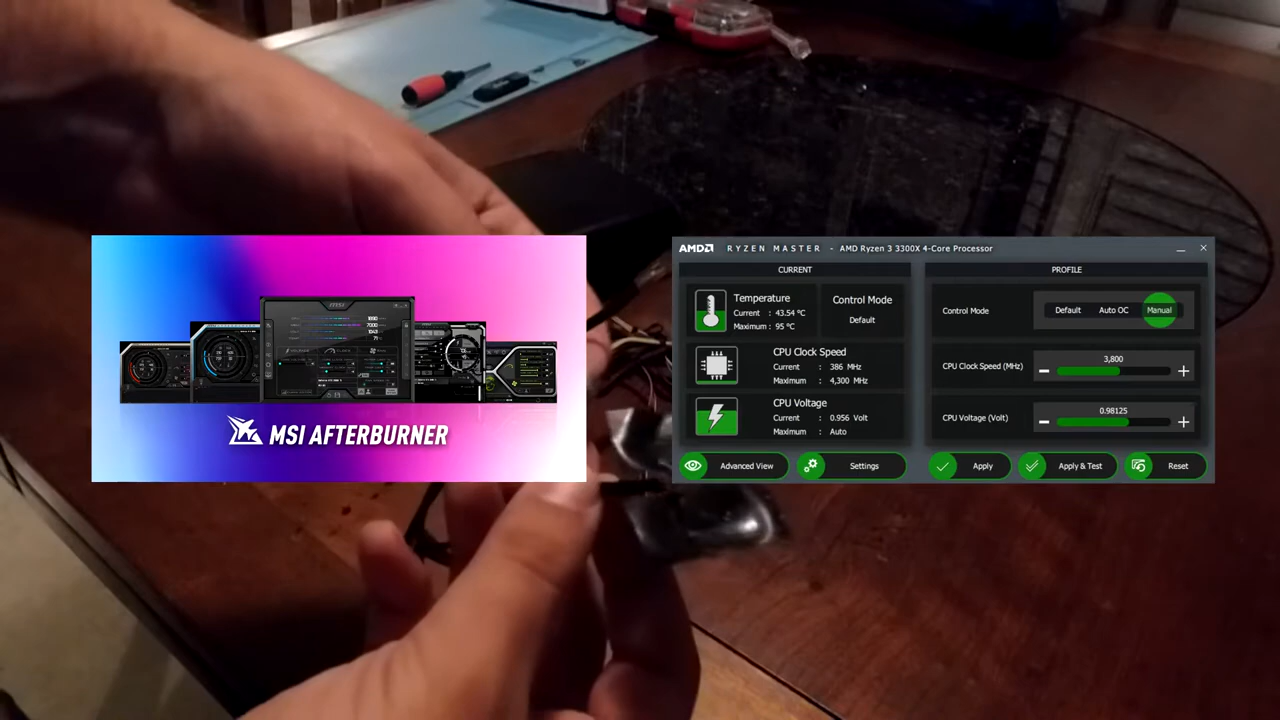 MSI AFTERBURNER
AMD RYZEN MASTER - AMD Ryzen 3 3300X 4-Core Processor
CURRENT
Temperature
Current : 43.54 ºC
Maximum : 95 ºC
Control Mode
Default
CPU Clock Speed
Current : 386 MHz
Maximum : 4,300 MHz
CPU Voltage
Current : 0.956 Volt
Maximum : Auto
Advanced View
Settings
PROFILE
Control Mode
Default
Auto OC
Manual
CPU Clock Speed (MHz)
3,800
CPU Voltage (Volt)
0.98125
Apply
Apply & Test
Reset